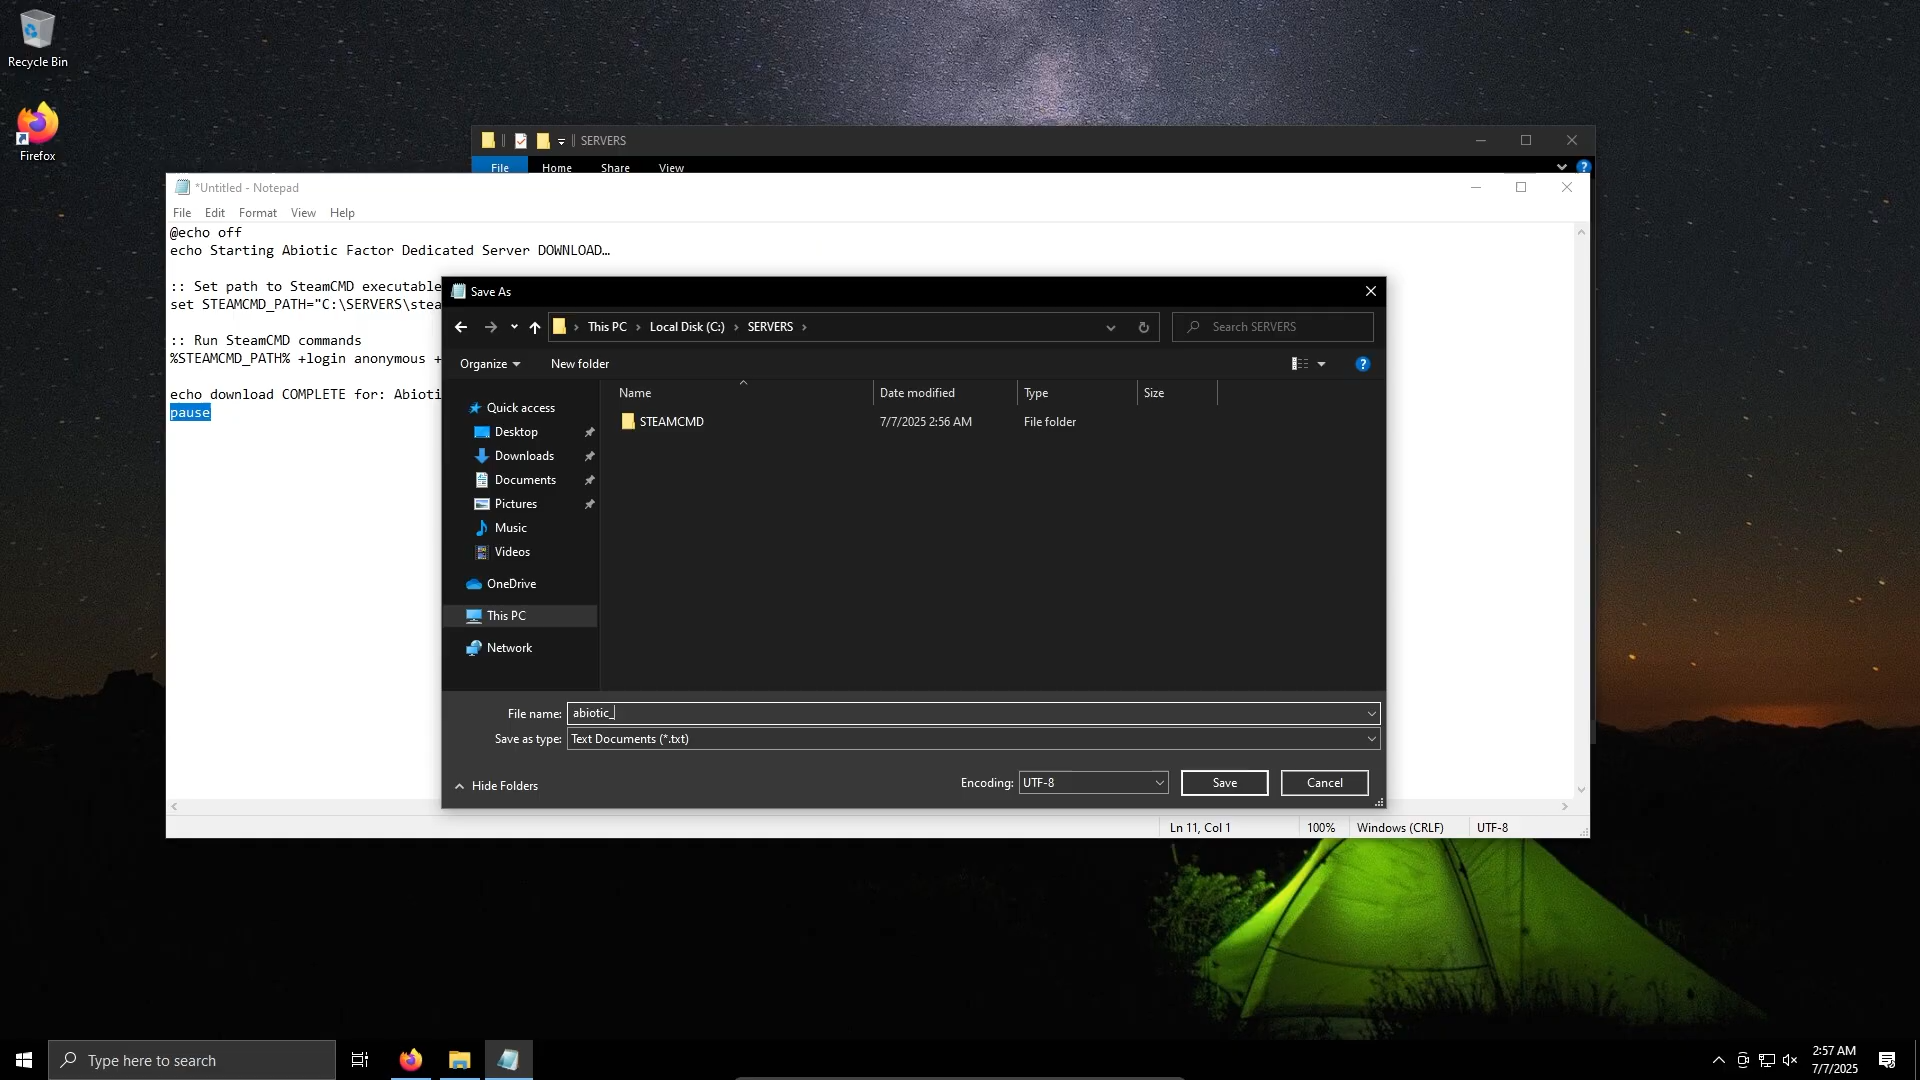 Recycle Bin
Firefox
SERVERS
File Home Share View
*Untitled - Notepad
File Edit Format View Help
@echo off
echo Starting Abiotic Factor Dedicated Server DOWNLOAD…
:: Set path to SteamCMD executable
set STEAMCMD_PATH="C:\SERVERS\stea
:: Run SteamCMD commands
%STEAMCMD_PATH% +login anonymous +
echo download COMPLETE for: Abioti
pause
Save As
This PC › Local Disk (C:) › SERVERS ›
Search SERVERS
Organize New folder
Name Date modified Type Size
STEAMCMD 7/7/2025 2:56 AM File folder
Quick access
Desktop
Downloads
Documents
Pictures
Music
Videos
OneDrive
This PC
Network
File name: abiotic_
Save as type: Text Documents (*.txt)
Hide Folders
Encoding: UTF-8
Save
Cancel
Ln 11, Col 1 100% Windows (CRLF) UTF-8
Type here to search
2:57 AM
7/7/2025